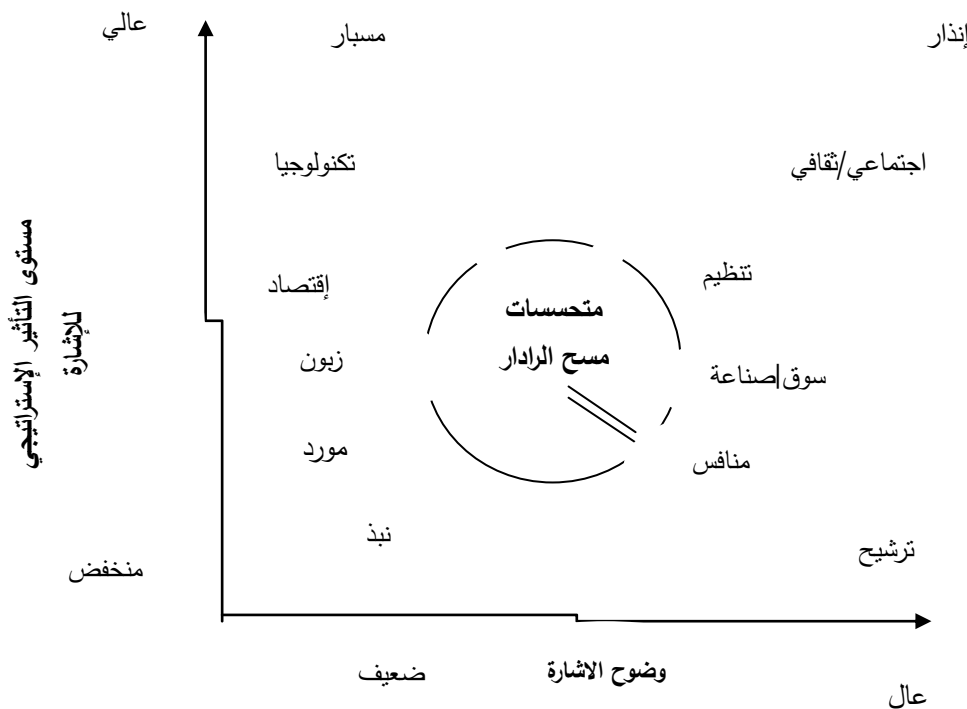 عالي
مسبار
إنذار
تكنولوجيا
اجتماعي/ثقافي
إقتصاد
تنظيم
متحسسات
مسح الرادار
زبون
سوق|صناعة
مورد
منافس
نبذ
ترشيح
منخفض
مستوى التأثير الإستراتيجي
للإشارة
ضعيف
وضوح الاشارة
عال